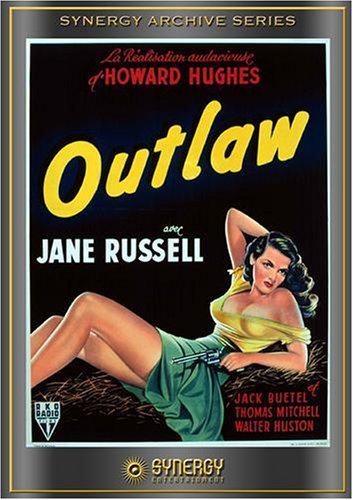 SYNERGY ARCHIVE SERIES
La Réalisation audacieuse
d'HOWARD HUGHES
Outlaw
avec
JANE RUSSELL
et
JACK BUETEL
THOMAS MITCHELL
WALTER HUSTON
RKO
RADIO
SYNERGY
ENTERTAINMENT